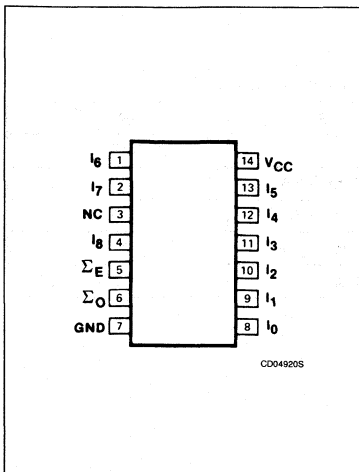 I6 1 14 VCC
I7 2 13 I5
NC 3 12 I4
I8 4 11 I3
ΣE 5 10 I2
ΣO 6 9 I1
GND 7 8 I0
CD04920S